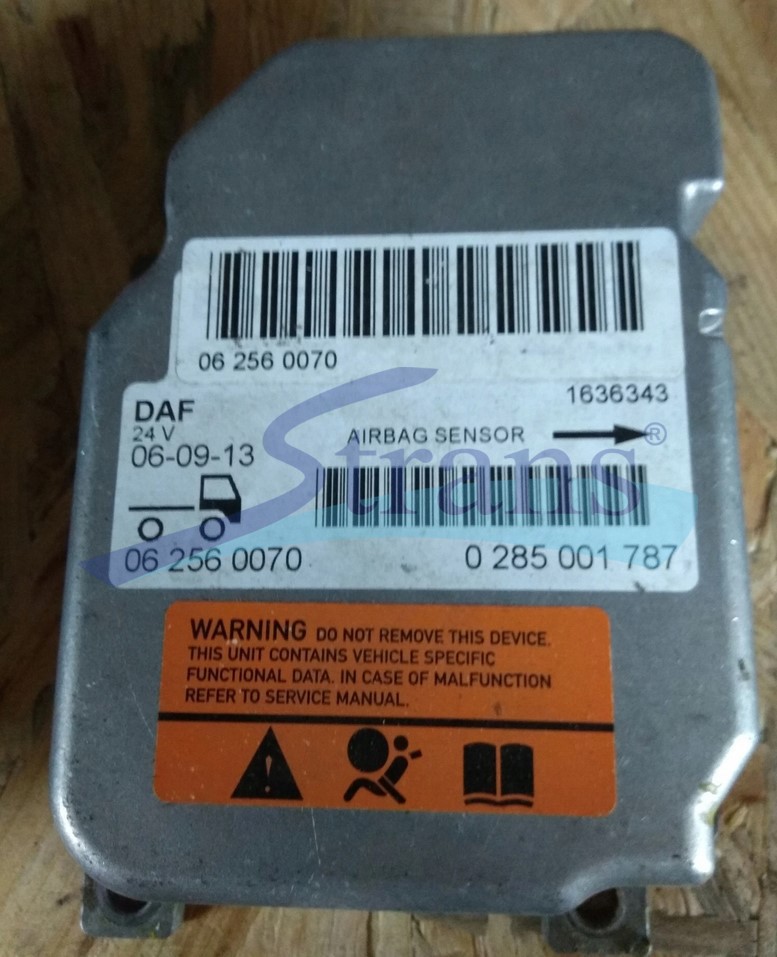 06 256 0070
DAF
1636343
24 V
AIRBAG SENSOR
06-09-13
Strans
®
06 256 0070
0 285 001 787
WARNING DO NOT REMOVE THIS DEVICE.
THIS UNIT CONTAINS VEHICLE SPECIFIC
FUNCTIONAL DATA. IN CASE OF MALFUNCTION
REFER TO SERVICE MANUAL.